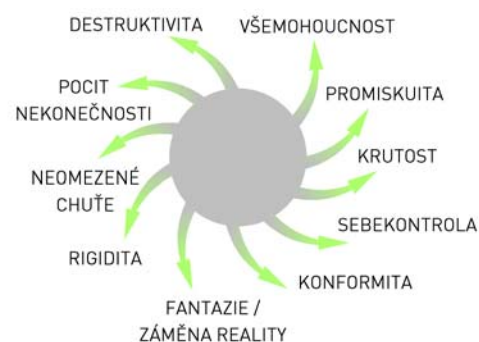 DESTRUKTIVITA
VŠEMOHOUCNOST
POCIT
NEKONEČNOSTI
PROMISKUITA
KRUTOST
NEOMEZENÉ
CHUŤE
SEBEKONTROLA
RIGIDITA
KONFORMITA
FANTAZIE /
ZÁMĚNA REALITY